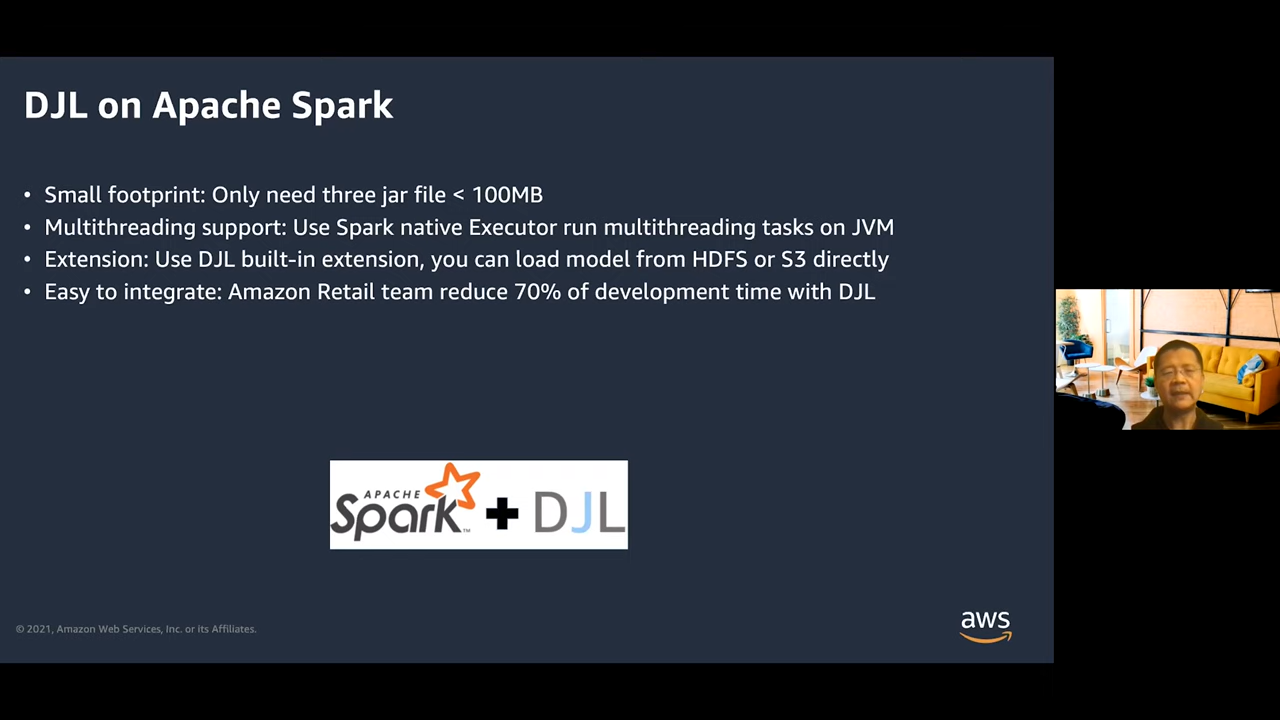 DJL on Apache Spark
• Small footprint: Only need three jar file < 100MB
• Multithreading support: Use Spark native Executor run multithreading tasks on JVM
• Extension: Use DJL built-in extension, you can load model from HDFS or S3 directly
• Easy to integrate: Amazon Retail team reduce 70% of development time with DJL
APACHE
Spark™ + DJL
© 2021, Amazon Web Services, Inc. or its Affiliates.
aws